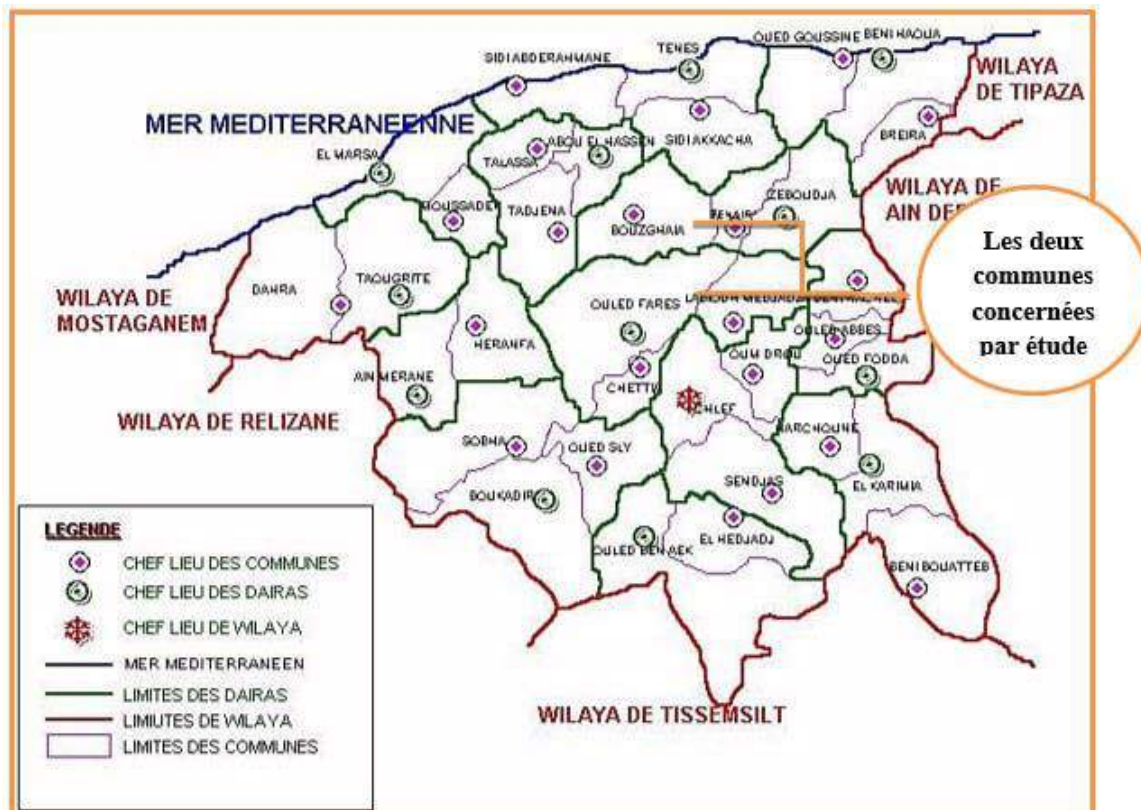 OUED GOUSSINE
BENI HAOUA
TENES
SIDI ABDERAHMANE
WILAYA
DE TIPAZA
MER MEDITERRANEENNE
BREIRA
ABOU EL HASSEN
SIDI AKKACHA
TALASSA
EL MARSA
ZEBOUDJA
WILAYA DE
AIN DE
MOUSSADEK
TADJENA
BOUZGHAIA
Les deux
communes
concernées
par étude
TAOUGRITE
DAHRA
WILAYA DE
MOSTAGANEM
OULED FARES
LABIODH MEDJADJA
OULED ABBES
HERANFA
OUM DROU
OUED FODDA
AIN MERANE
CHETTI
CHLEF
WILAYA DE RELIZANE
HARCHOUNE
SOBHA
OUED SLY
EL KARIMIA
BOUKADIR
SENDJAS
EL HEDJADJ
OULED BEN AEK
BENI BOUATTEB
LEGENDE
CHEF LIEU DES COMMUNES
CHEF LIEU DES DAIRAS
CHEF LIEU DE WILAYA
MER MEDITERRANEEN
LIMITES DES DAIRAS
LIMIUTES DE WILAYA
LIMITES DES COMMUNES
WILAYA DE TISSEMSILT